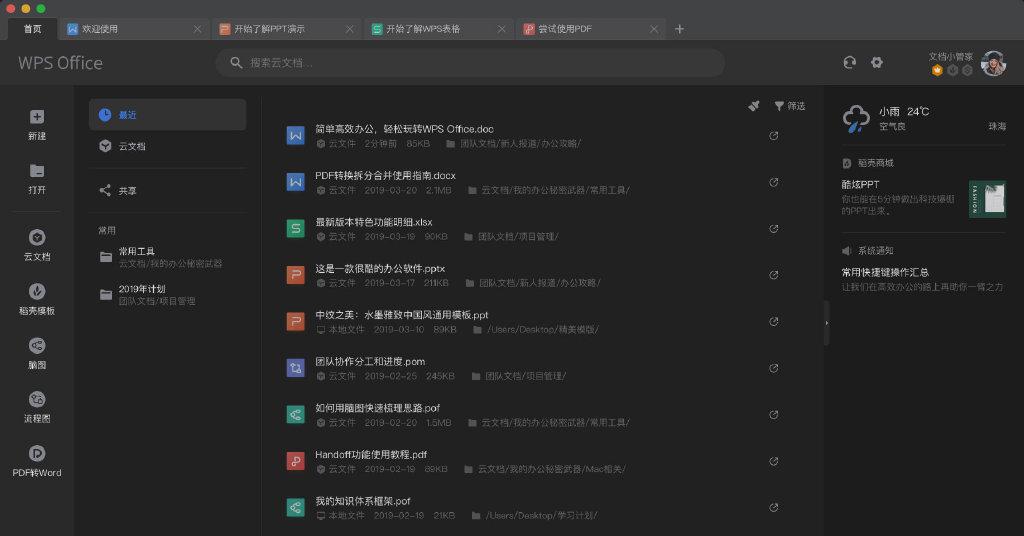 首页
欢迎使用
开始了解PPT演示
开始了解WPS表格
尝试使用PDF
WPS Office
搜索云文档...
文档小管家
新建
打开
云文档
稻壳模板
脑图
流程图
PDF转Word
最近
云文档
共享
常用
常用工具
云文档/我的办公秘密武器
2019年计划
团队文档/项目管理
筛选
简单高效办公，轻松玩转WPS Office.doc
云文件 2分钟前 85KB 团队文档/新人报道/办公攻略/
PDF转换拆分合并使用指南.docx
云文件 2019-03-20 2.1MB 云文档/我的办公秘密武器/常用工具/
最新版本特色功能明细.xlsx
云文件 2019-03-19 90KB 团队文档/项目管理/
这是一款很酷的办公软件.pptx
云文件 2019-03-17 211KB 团队文档/新人报道/办公攻略/
中纹之美：水墨雅致中国风通用模板.ppt
本地文件 2019-03-10 89KB /Users/Desktop/精美模版/
团队协作分工和进度.pom
云文件 2019-02-25 245KB 团队文档/项目管理/
如何用脑图快速梳理思路.pof
云文件 2019-02-20 1.5MB 云文档/我的办公秘密武器/常用工具/
Handoff功能使用教程.pdf
云文件 2019-02-19 89KB 云文档/我的办公秘密武器/Mac相关/
我的知识体系框架.pof
本地文件 2019-02-19 21KB /Users/Desktop/学习计划/
小雨 24℃
空气良 珠海
稻壳商城
酷炫PPT
你也能在5分钟做出科技爆棚
的PPT出来。
FASHION
系统通知
常用快捷键操作汇总
让我们在高效办公的路上再助你一臂之力